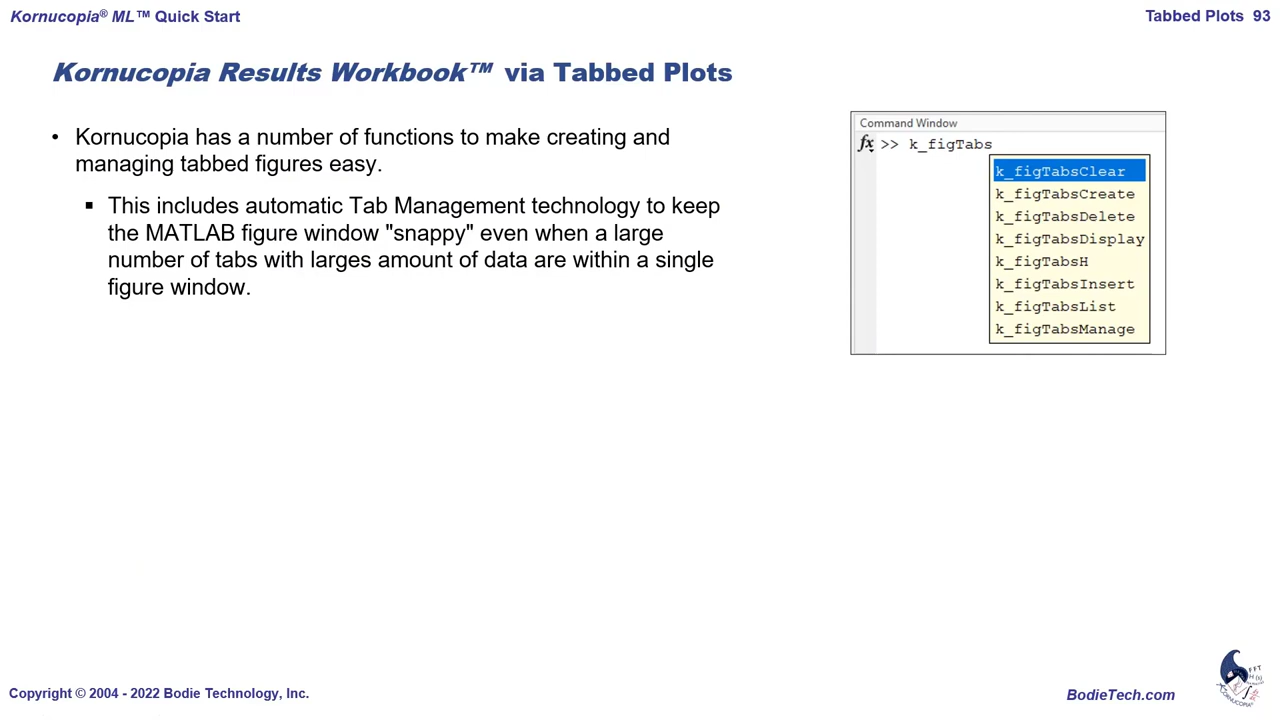 Kornucopia® ML™ Quick Start
Tabbed Plots 93
Kornucopia Results Workbook™ via Tabbed Plots
• Kornucopia has a number of functions to make creating and
managing tabbed figures easy.
▪ This includes automatic Tab Management technology to keep
the MATLAB figure window "snappy" even when a large
number of tabs with larges amount of data are within a single
figure window.
Command Window
fx >> k_figTabs
k_figTabsClear
k_figTabsCreate
k_figTabsDelete
k_figTabsDisplay
k_figTabsH
k_figTabsInsert
k_figTabsList
k_figTabsManage
Copyright © 2004 - 2022 Bodie Technology, Inc.
BodieTech.com
FFT
KORNUCOPIA